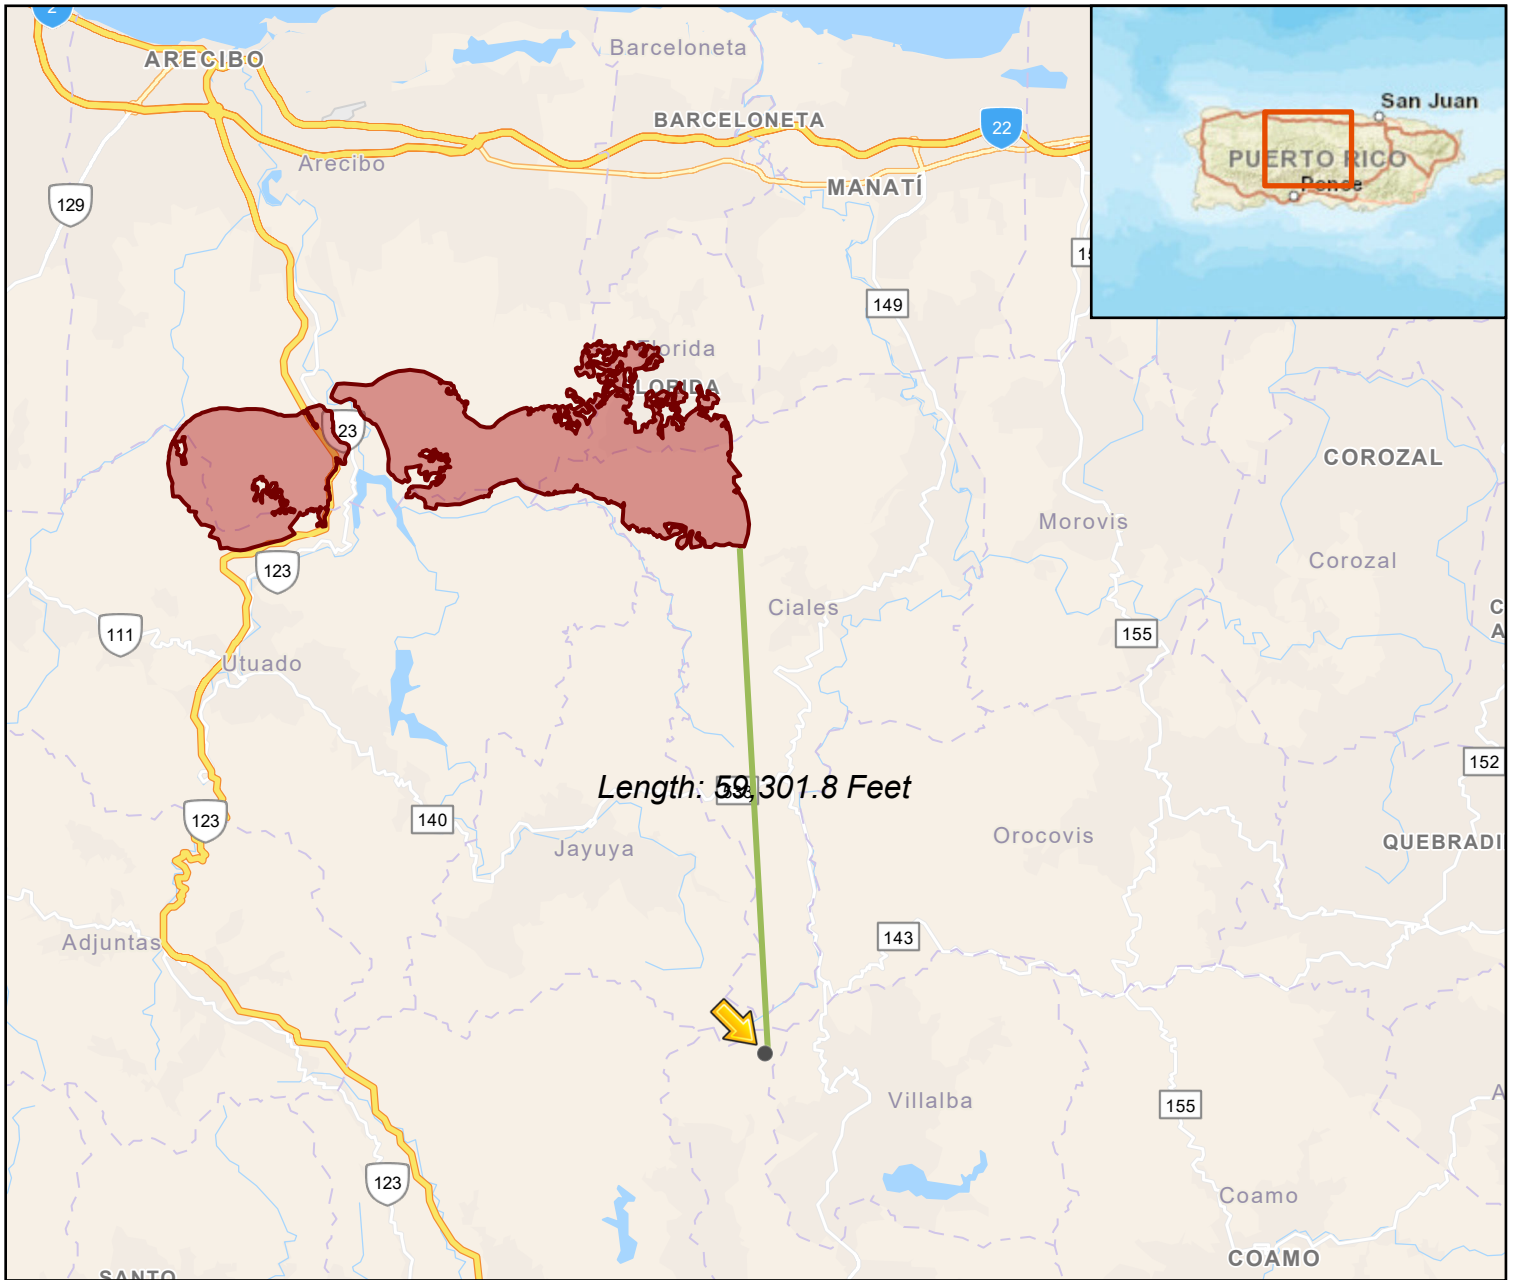 2
ARECIBO
Barceloneta
BARCELONETA
22
San Juan
PUERTO RICO
Ponce
Arecibo
MANATÍ
129
149
Florida
23
COROZAL
Morovis
Corozal
123
Ciales
111
155
Utuado
152
Length: 59,301.8 Feet
123
140
Orocovis
QUEBRADI
Jayuya
143
Adjuntas
Villalba
155
123
Coamo
COAMO
SANTO